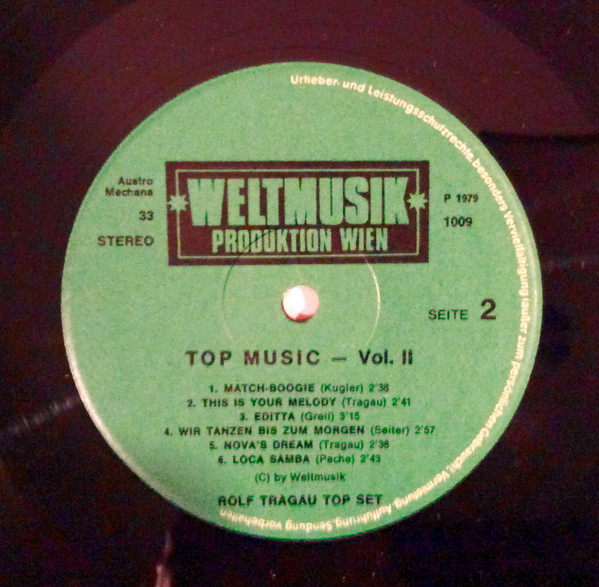 Urheber- und Leistungsschutzrechte, besonders Vervielfältigung (außer zum persönlichen Gebrauch), Vermietung, Aufführung, Sendung vorbehalten
Austro
Mechana
33
STEREO
WELTMUSIK
PRODUKTION WIEN
P 1979
1009
SEITE 2
TOP MUSIC – Vol. II
1. MATCH-BOOGIE (Kugler) 2'36
2. THIS IS YOUR MELODY (Tragau) 2'41
3. EDITTA (Greil) 3'15
4. WIR TANZEN BIS ZUM MORGEN (Seiter) 2'57
5. NOVA'S DREAM (Tragau) 2'38
6. LOCA SAMBA (Peche) 2'43
(C) by Weltmusik
ROLF TRAGAU TOP SET